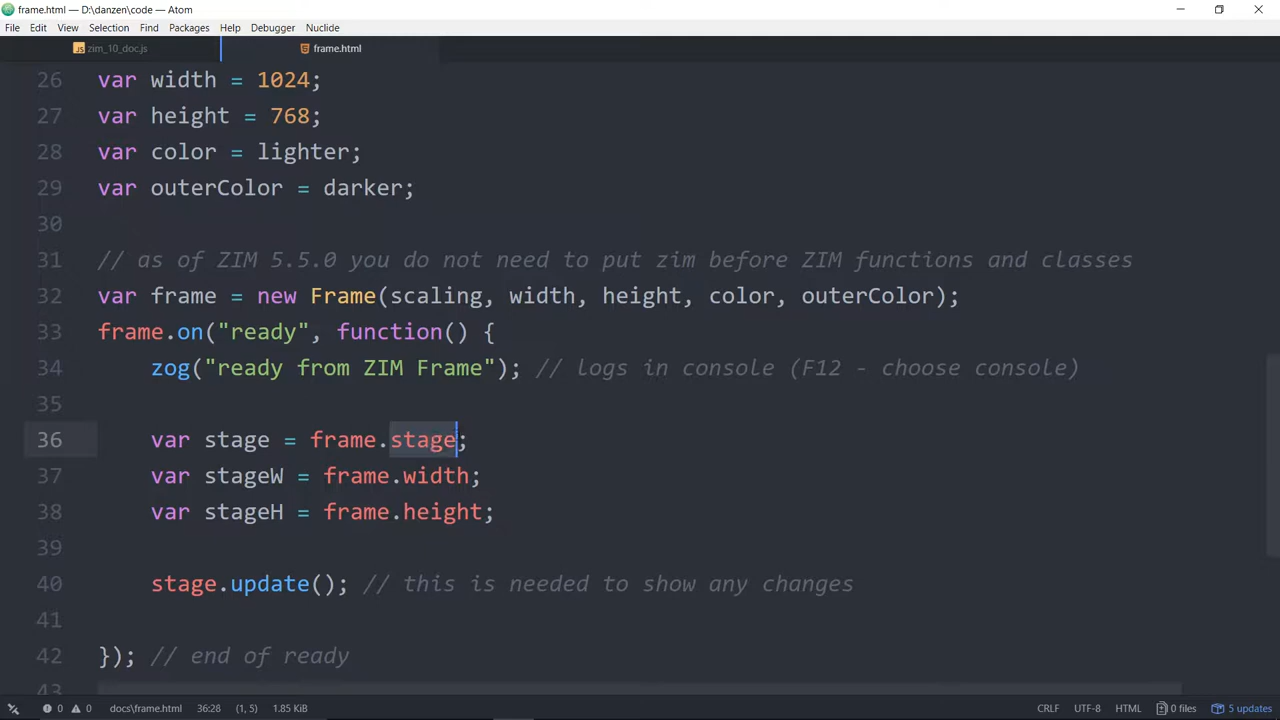 frame.html — D:\danzen\code — Atom
File Edit View Selection Find Packages Help Debugger Nuclide
zim_10_doc.js frame.html
26 var width = 1024;
27 var height = 768;
28 var color = lighter;
29 var outerColor = darker;
30
31 // as of ZIM 5.5.0 you do not need to put zim before ZIM functions and classes
32 var frame = new Frame(scaling, width, height, color, outerColor);
33 frame.on("ready", function() {
34 zog("ready from ZIM Frame"); // logs in console (F12 - choose console)
35
36 var stage = frame.stage;
37 var stageW = frame.width;
38 var stageH = frame.height;
39
40 stage.update(); // this is needed to show any changes
41
42 }); // end of ready
43
0 0 docs\frame.html 36:28 (1, 5) 1.85 KiB CRLF UTF-8 HTML 0 files 5 updates